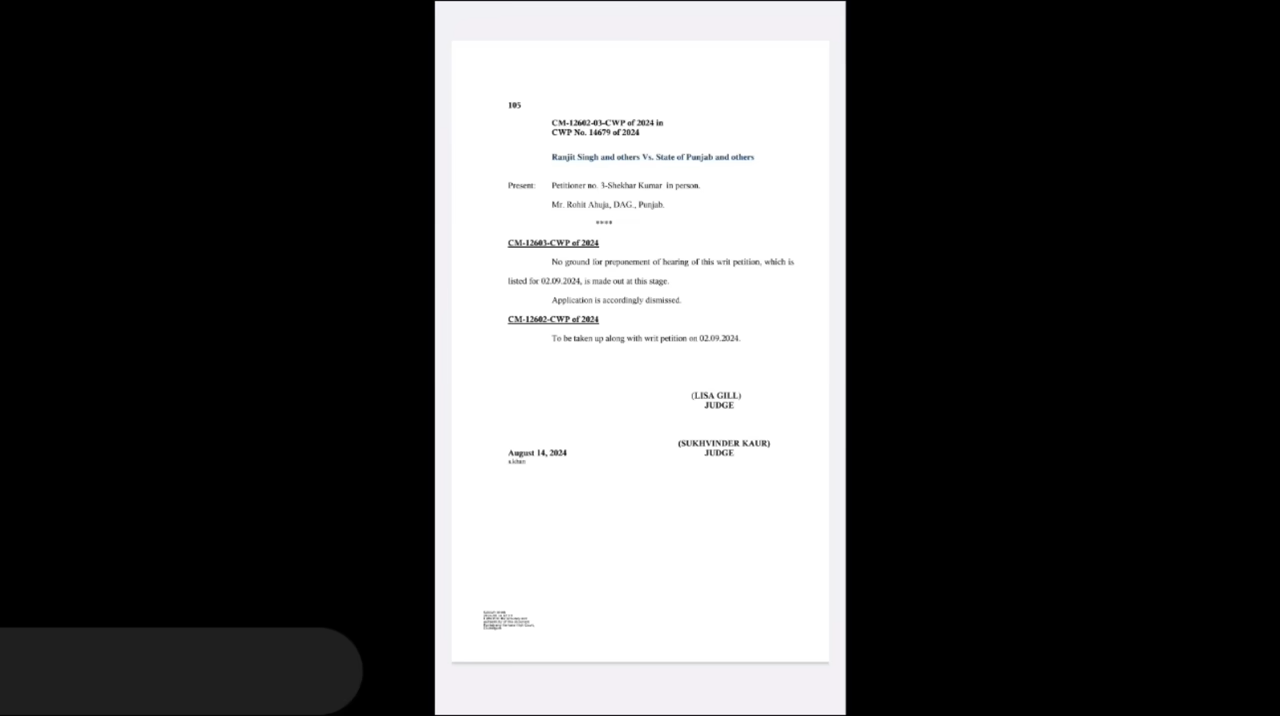 105
CM-12602-03-CWP of 2024 in
CWP No. 14679 of 2024
Ranjit Singh and others Vs. State of Punjab and others
Present: Petitioner no. 3-Shekhar Kumar in person.
Mr. Rohit Ahuja, DAG., Punjab.
****
CM-12603-CWP of 2024
No ground for preponement of hearing of this writ petition, which is
listed for 02.09.2024, is made out at this stage.
Application is accordingly dismissed.
CM-12602-CWP of 2024
To be taken up along with writ petition on 02.09.2024.
(LISA GILL)
JUDGE
(SUKHVINDER KAUR)
August 14, 2024 JUDGE